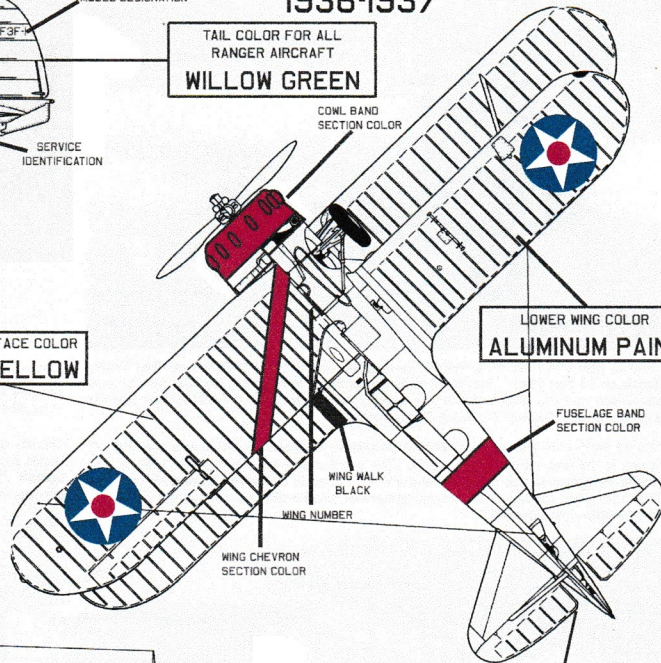 1936-1937
F3F-1
TAIL COLOR FOR ALL
RANGER AIRCRAFT
WILLOW GREEN
COWL BAND
SECTION COLOR
SERVICE
IDENTIFICATION
LOWER WING COLOR
ALUMINUM PAIN
FACE COLOR
ELLOW
FUSELAGE BAND
SECTION COLOR
WING WALK
BLACK
WING NUMBER
WING CHEVRON
SECTION COLOR